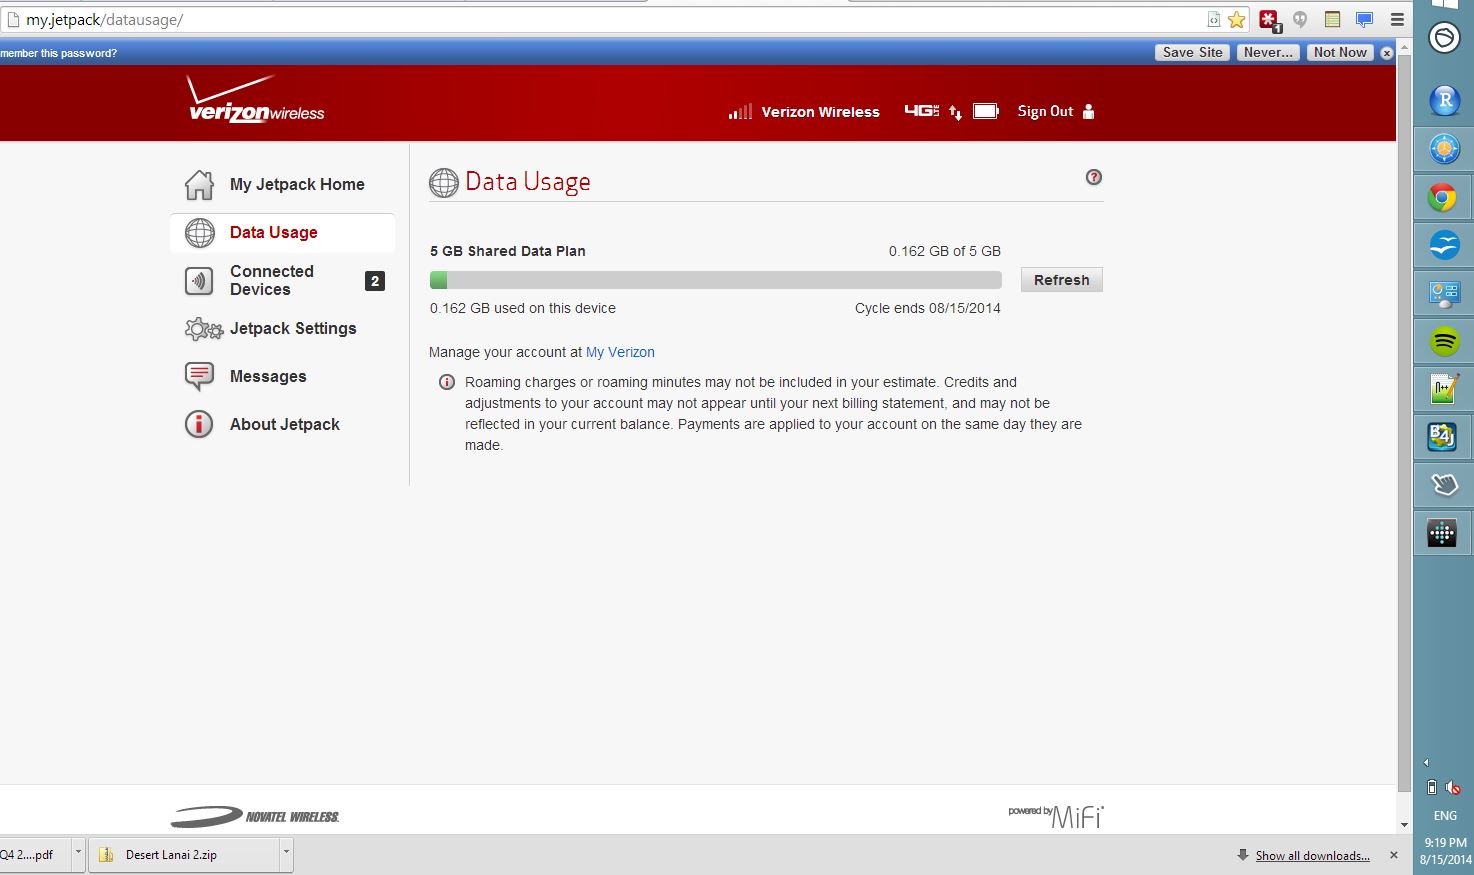 my.jetpack/datausage/
1
member this password?
Save Site
Never...
Not Now
verizonwireless
Verizon Wireless
4G LTE
Sign Out
My Jetpack Home
Data Usage
Connected
Devices
2
Jetpack Settings
Messages
About Jetpack
Data Usage
?
5 GB Shared Data Plan
0.162 GB of 5 GB
Refresh
0.162 GB used on this device
Cycle ends 08/15/2014
Manage your account at My Verizon
Roaming charges or roaming minutes may not be included in your estimate. Credits and
adjustments to your account may not appear until your next billing statement, and may not be
reflected in your current balance. Payments are applied to your account on the same day they are
made.
NOVATEL WIRELESS.
powered by MiFi
Q4 2....pdf
Desert Lanai 2.zip
Show all downloads...
R
n++
B4J
ENG
9:19 PM
8/15/2014